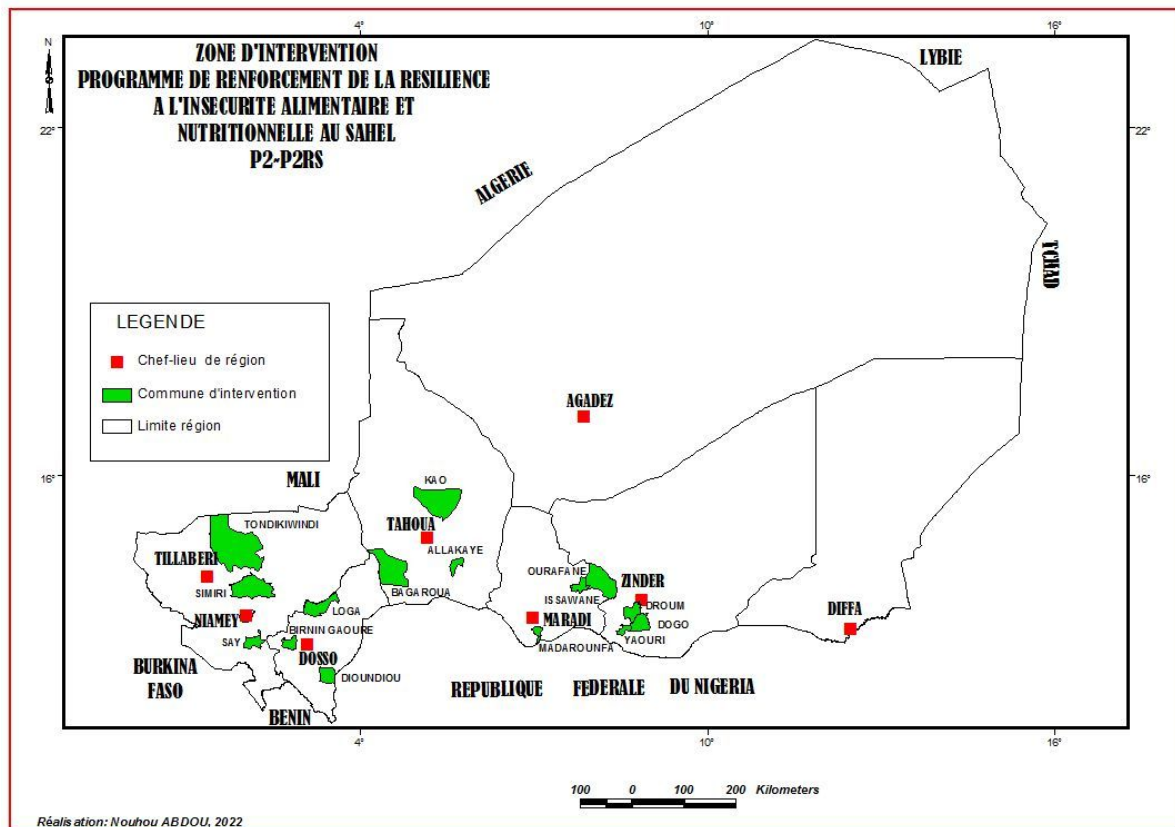 4°
10°
16°
N
ZONE D'INTERVENTION
PROGRAMME DE RENFORCEMENT DE LA RESILIENCE
A L'INSECURITE ALIMENTAIRE ET
NUTRITIONNELLE AU SAHEL
P2-P2RS
LYBIE
22°
22°
ALGERIE
TCHAD
LEGENDE
Chef-lieu de région
Commune d'intervention
Limite région
AGADEZ
16°
16°
MALI
KAO
TONDIKIWINDI
TAHOUA
ALLAKAYE
TILLABERI
SIMIRI
BAGAROUA
OURAFANE
ISSAWANE
ZINDER
DROUM
DOGO
YAOURI
DIFFA
LOGA
NIAMEY
BIRNIN GAOURE
MARADI
MADAROUNFA
SAY
DOSSO
DIOUNDIOU
BURKINA
FASO
BENIN
REPUBLIQUE FEDERALE DU NIGERIA
4°
10°
16°
100 0 100 200 Kilometers
Réalisation: Nouhou ABDOU, 2022